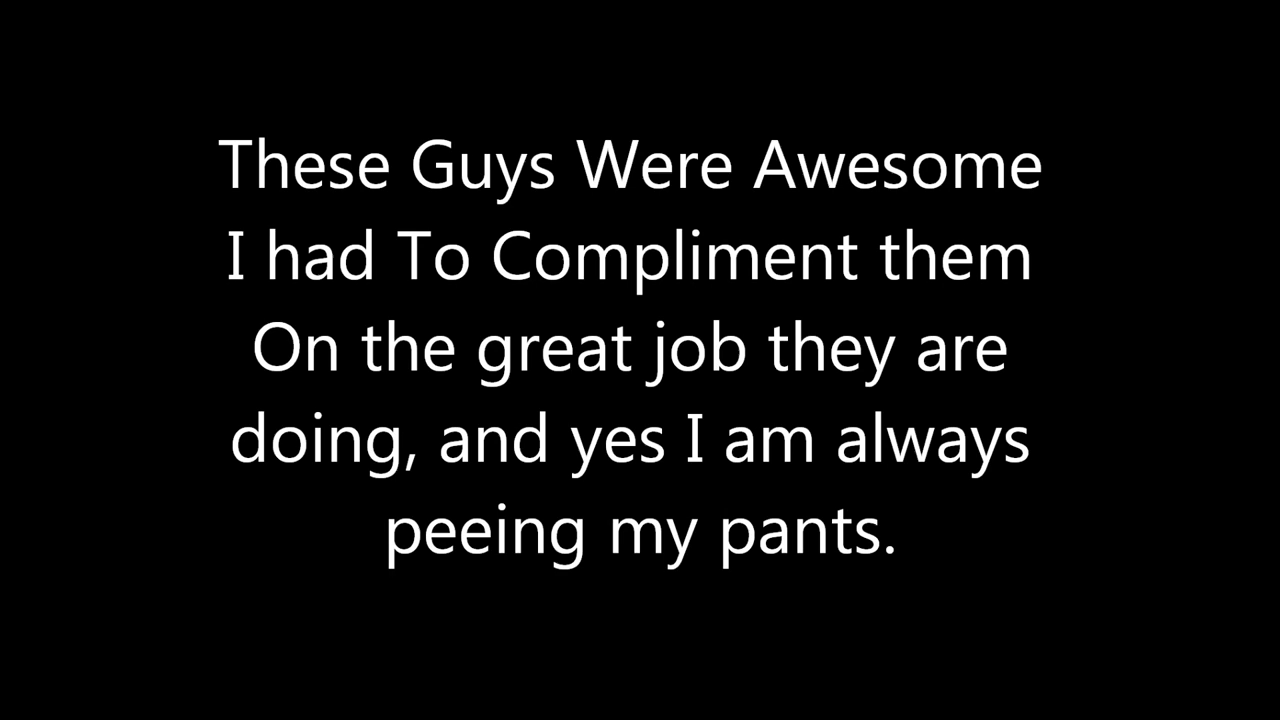 These Guys Were Awesome
I had To Compliment them
On the great job they are
doing, and yes I am always
peeing my pants.